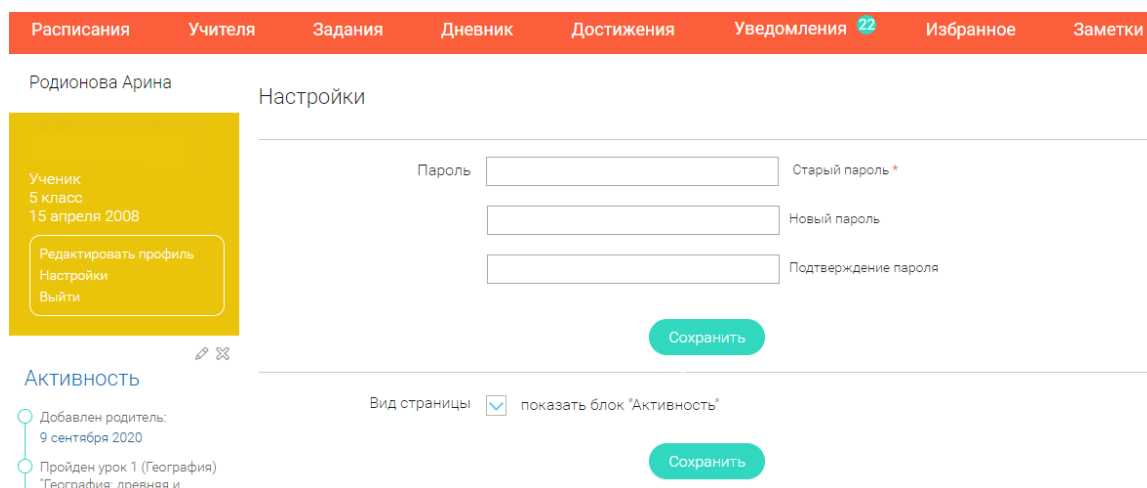 Расписания Учителя Задания Дневник Достижения Уведомления 22 Избранное Заметки
Родионова Арина
Настройки
Ученик
5 класс
15 апреля 2008
Редактировать профиль
Настройки
Выйти
Пароль Старый пароль *
Новый пароль
Подтверждение пароля
Сохранить
Активность
Добавлен родитель:
9 сентября 2020
Пройден урок 1 (География)
"География: древняя и
Вид страницы показать блок "Активность"
Сохранить